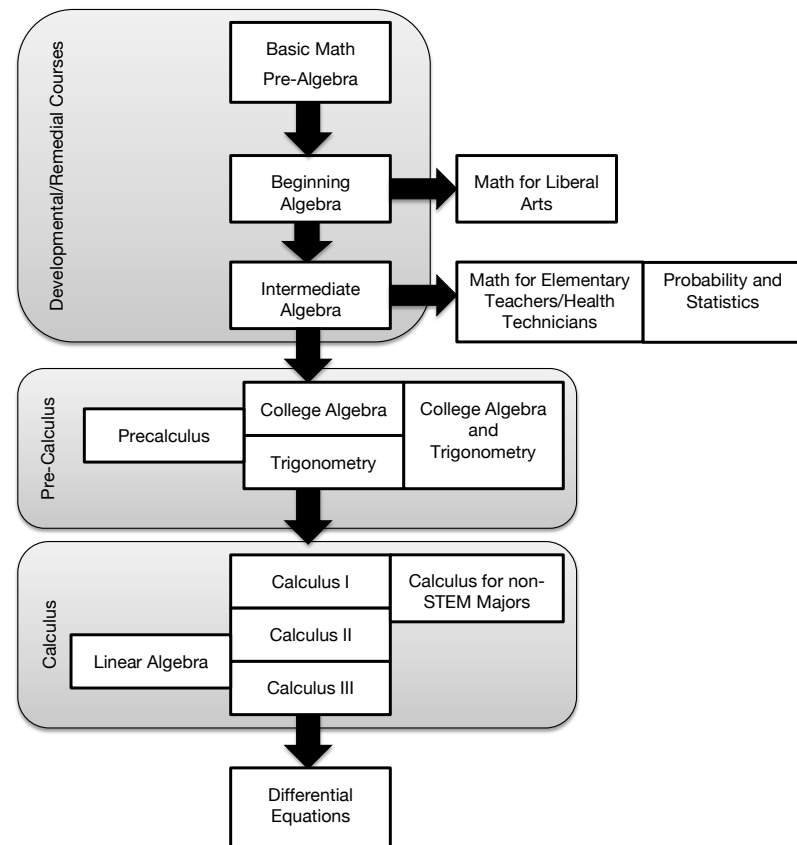 Developmental/Remedial Courses
Basic Math
Pre-Algebra
Beginning
Algebra
Math for Liberal
Arts
Intermediate
Algebra
Math for Elementary
Teachers/Health
Technicians
Probability and
Statistics
Pre-Calculus
Precalculus
College Algebra
Trigonometry
College Algebra
and
Trigonometry
Calculus
Calculus I
Calculus for non-
STEM Majors
Calculus II
Linear Algebra
Calculus III
Differential
Equations